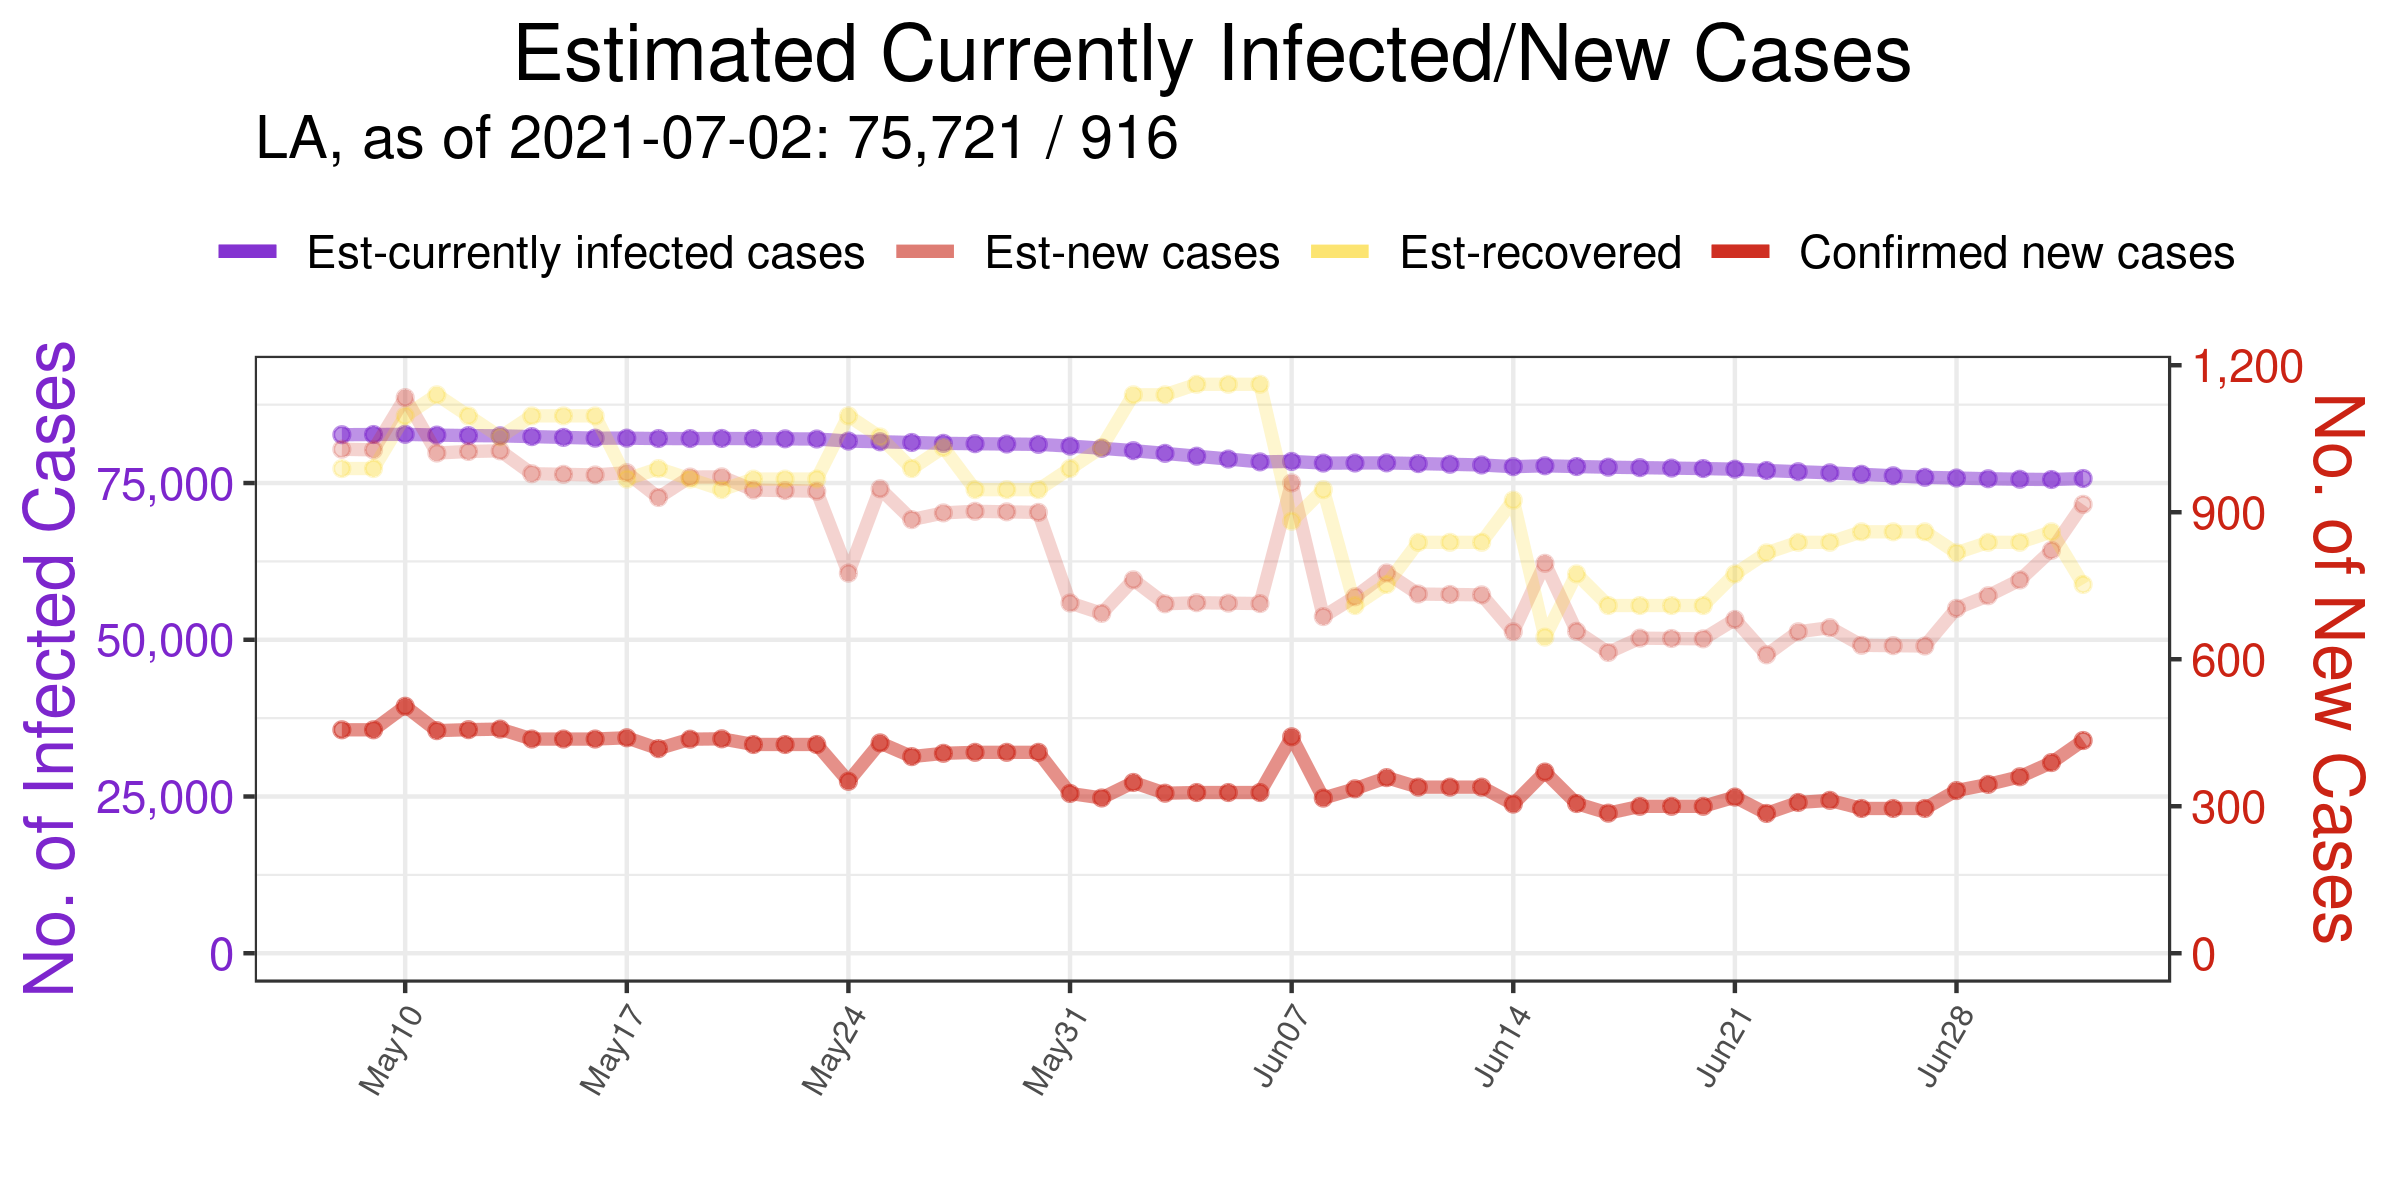 Estimated Currently Infected/New Cases
LA, as of 2021-07-02: 75,721 / 916
Est-currently infected cases Est-new cases Est-recovered Confirmed new cases
No. of Infected Cases
75,000
50,000
25,000
0
1,200
900
600
300
0
No. of New Cases
May10 May17 May24 May31 Jun07 Jun14 Jun21 Jun28